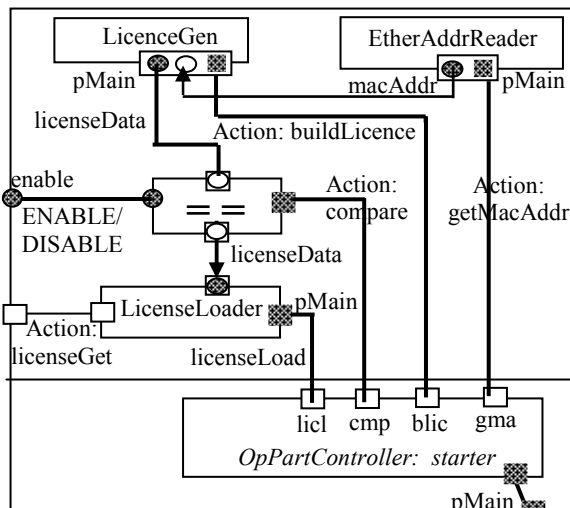 LicenceGen
EtherAddrReader
pMain
macAddr
pMain
licenseData
Action: buildLicence
enable
ENABLE/
DISABLE
==
Action:
compare
Action:
getMacAddr
licenseData
LicenseLoader
pMain
Action:
licenseGet
licenseLoad
licl cmp blic gma
OpPartController: starter
pMain